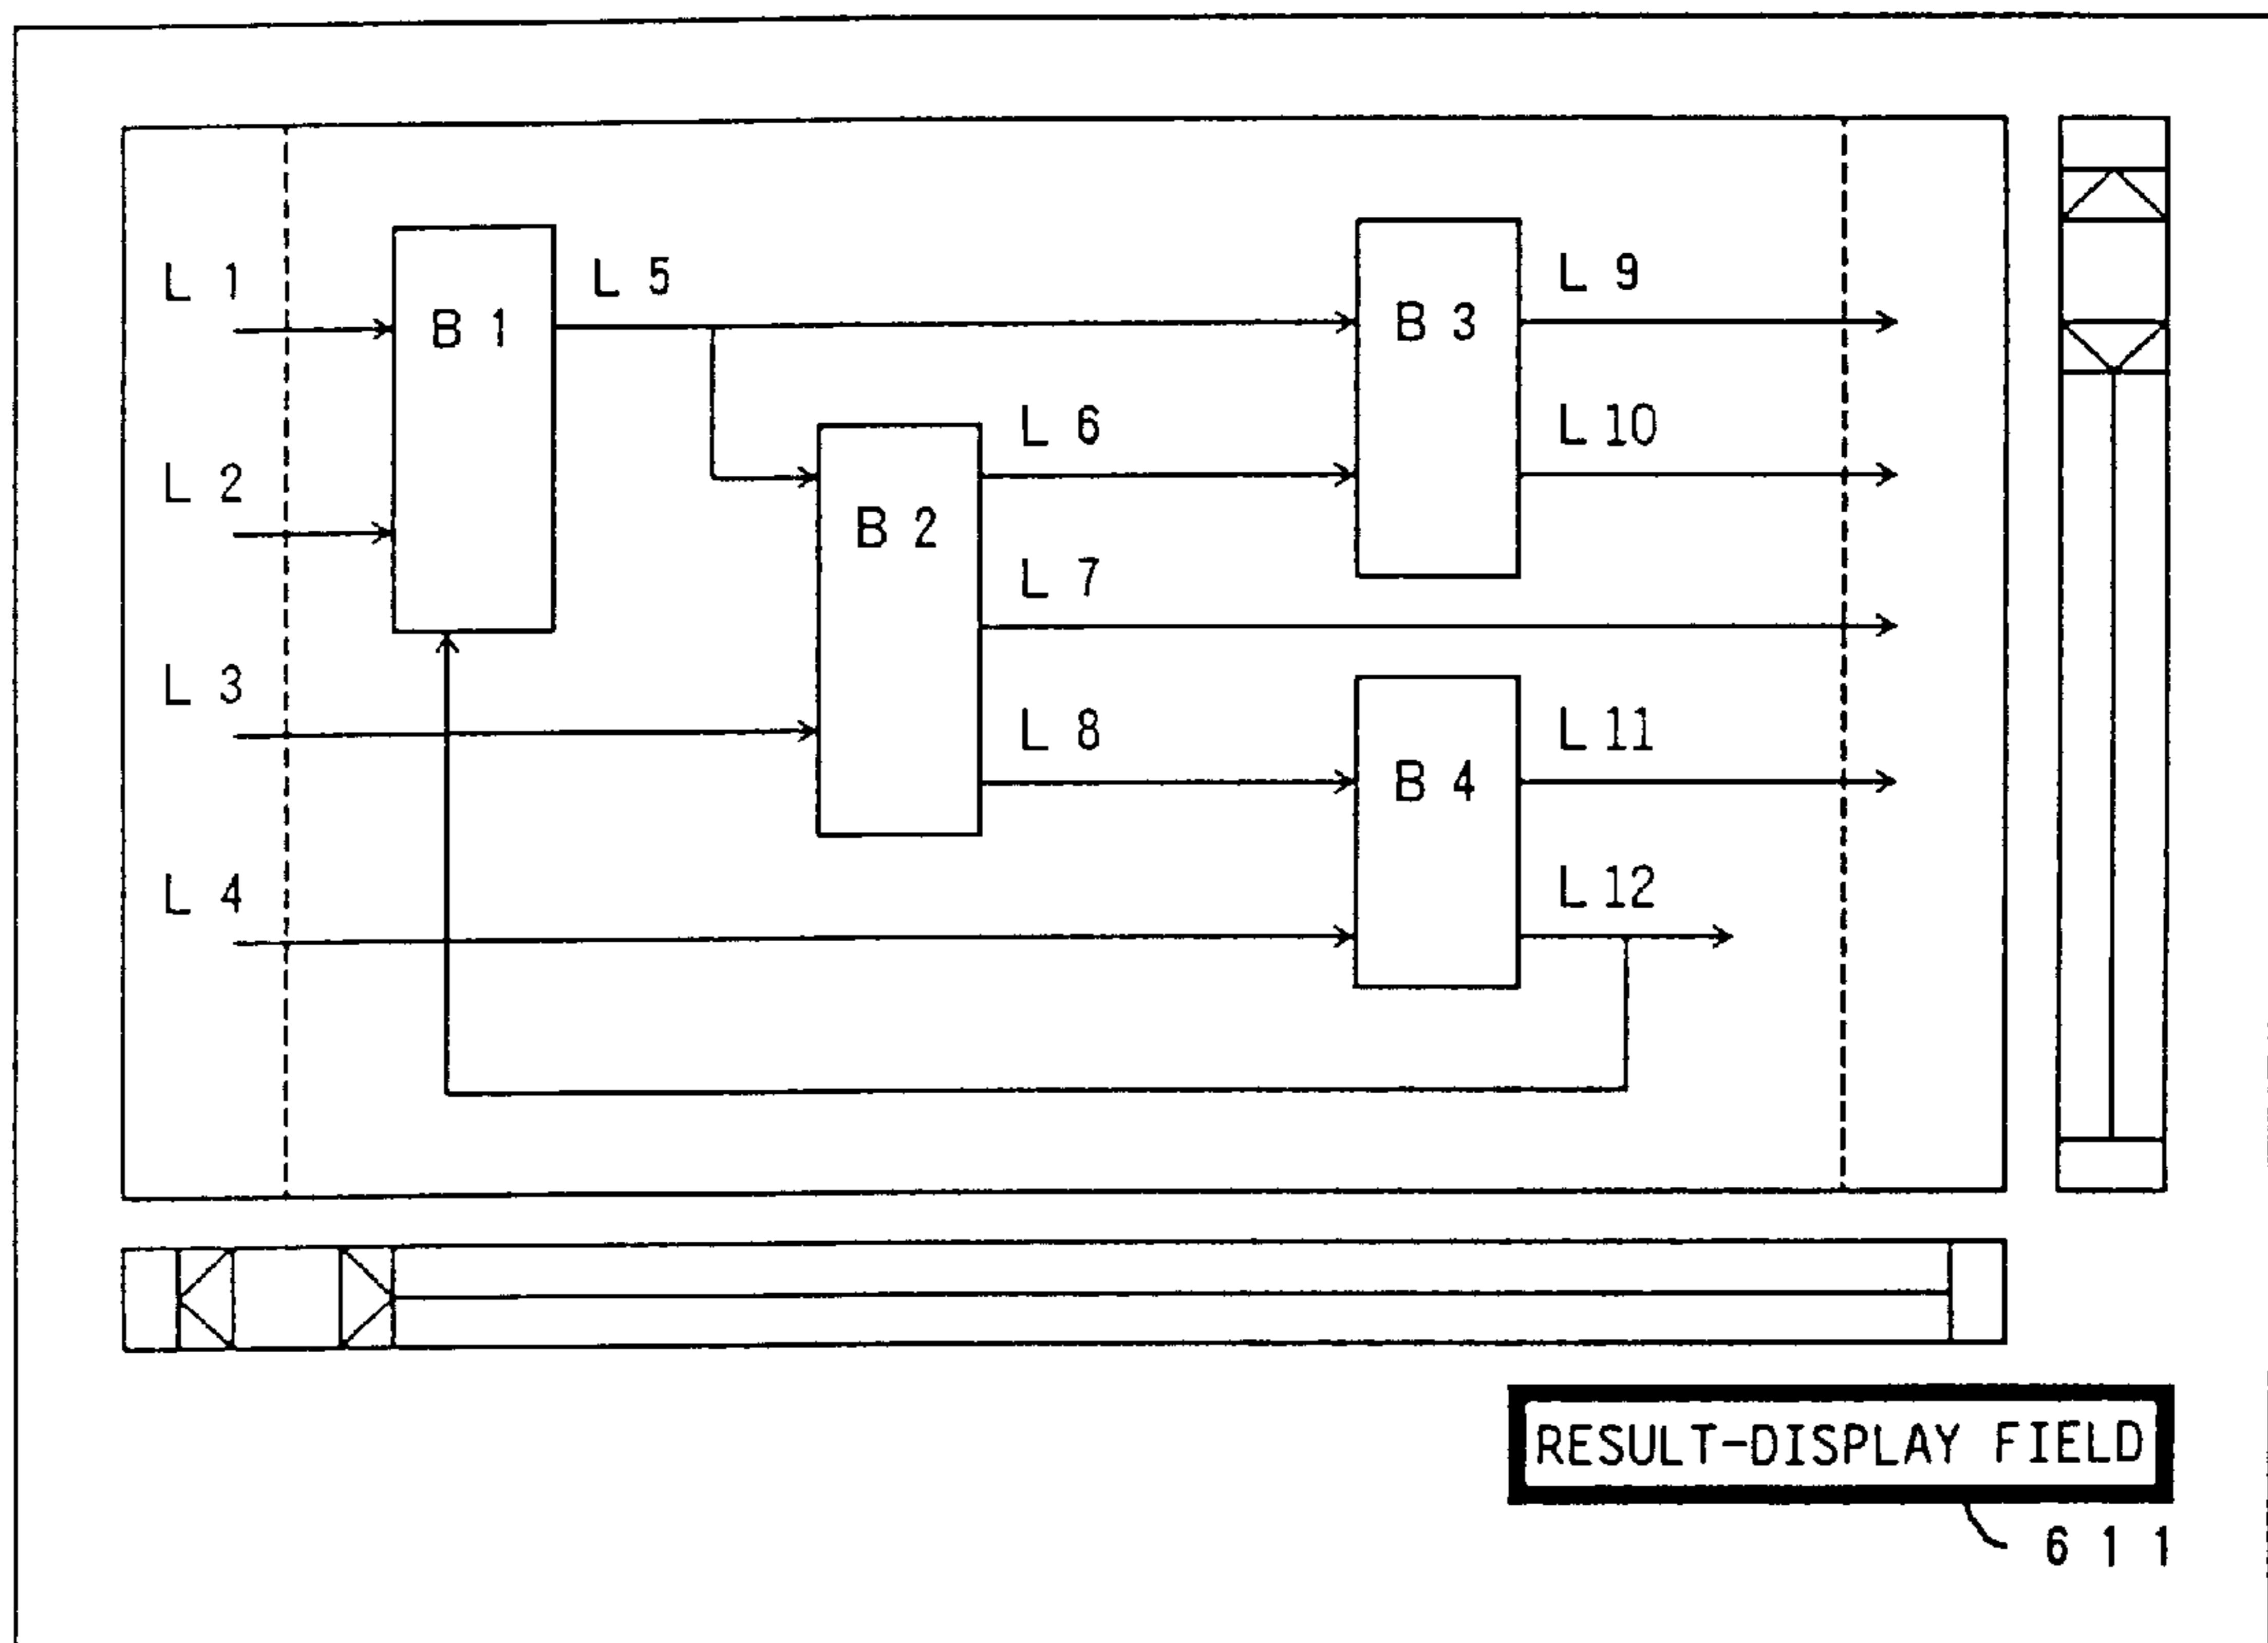 L 1
B 1
L 5
B 3
L 9
L 2
B 2
L 6
L 10
L 7
L 3
L 8
B 4
L 11
L 4
L 12
RESULT-DISPLAY FIELD
6 1 1